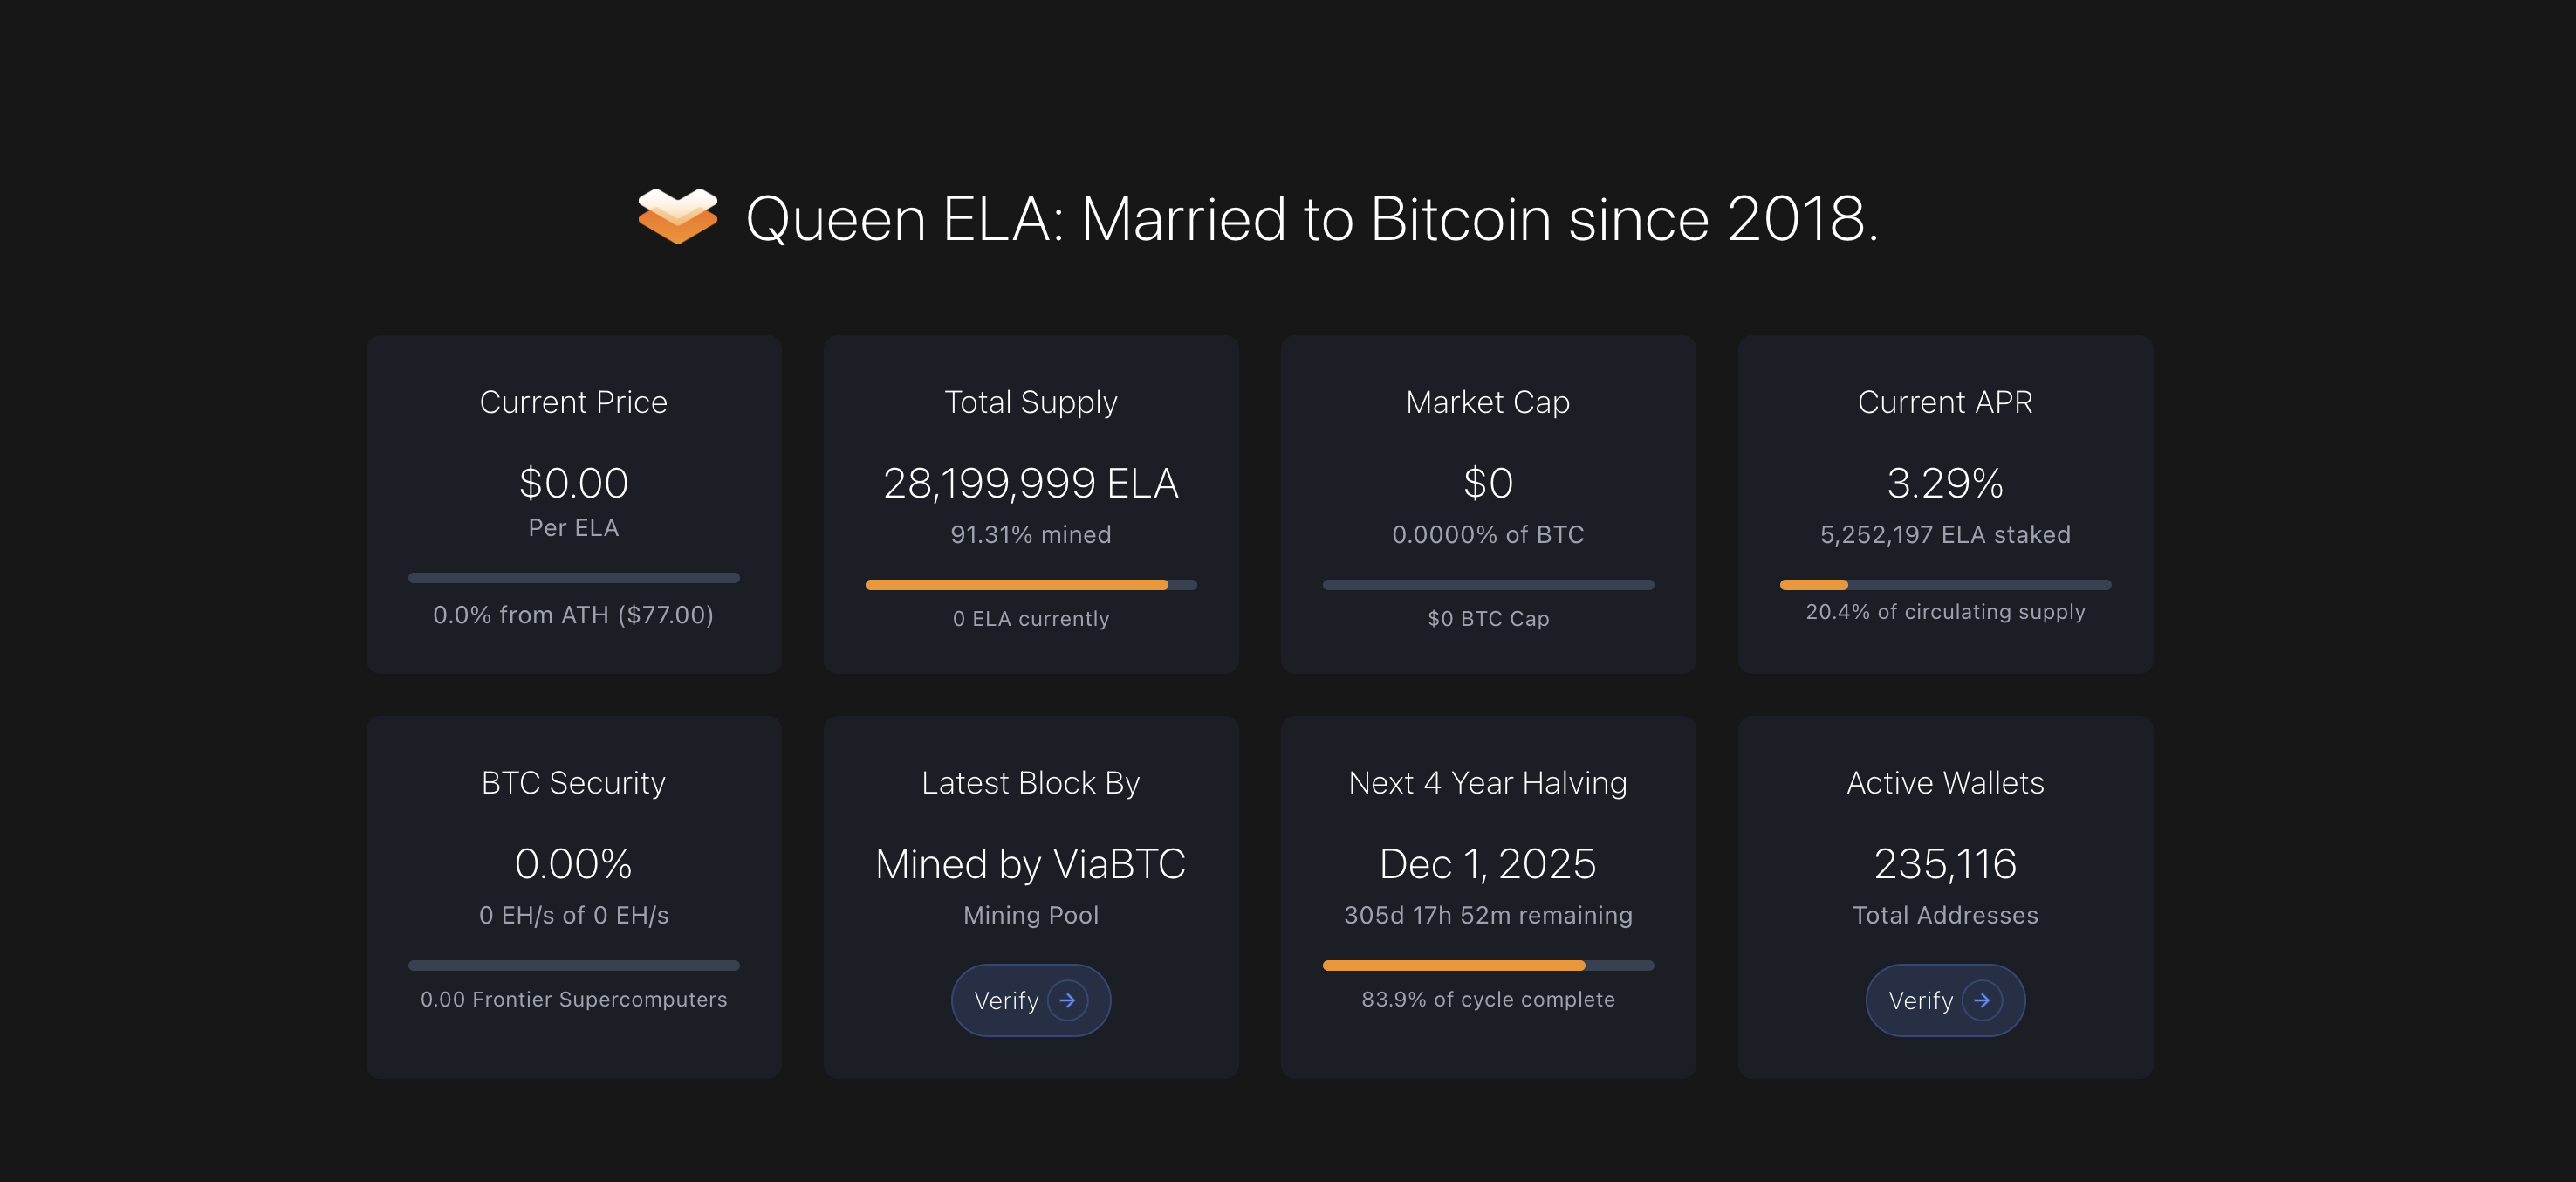 Queen ELA: Married to Bitcoin since 2018.
Current Price
$0.00
Per ELA
0.0% from ATH ($77.00)
Total Supply
28,199,999 ELA
91.31% mined
0 ELA currently
Market Cap
$0
0.0000% of BTC
$0 BTC Cap
Current APR
3.29%
5,252,197 ELA staked
20.4% of circulating supply
BTC Security
0.00%
0 EH/s of 0 EH/s
0.00 Frontier Supercomputers
Latest Block By
Mined by ViaBTC
Mining Pool
Verify
Next 4 Year Halving
Dec 1, 2025
305d 17h 52m remaining
83.9% of cycle complete
Active Wallets
235,116
Total Addresses
Verify